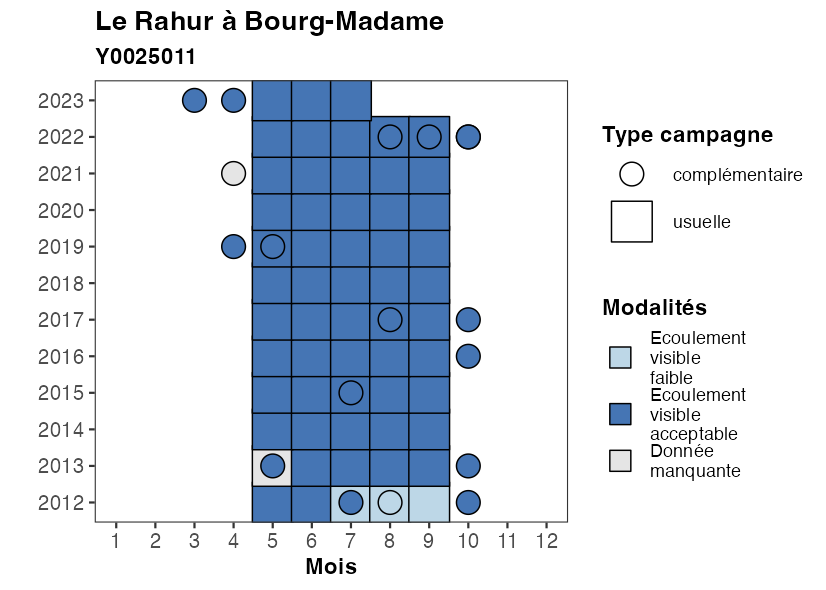 Le Rahur à Bourg-Madame
Y0025011
2023
2022
2021
2020
2019
2018
2017
2016
2015
2014
2013
2012
1 2 3 4 5 6 7 8 9 10 11 12
Mois
Type campagne
complémentaire
usuelle
Modalités
Ecoulement
visible
faible
Ecoulement
visible
acceptable
Donnée
manquante